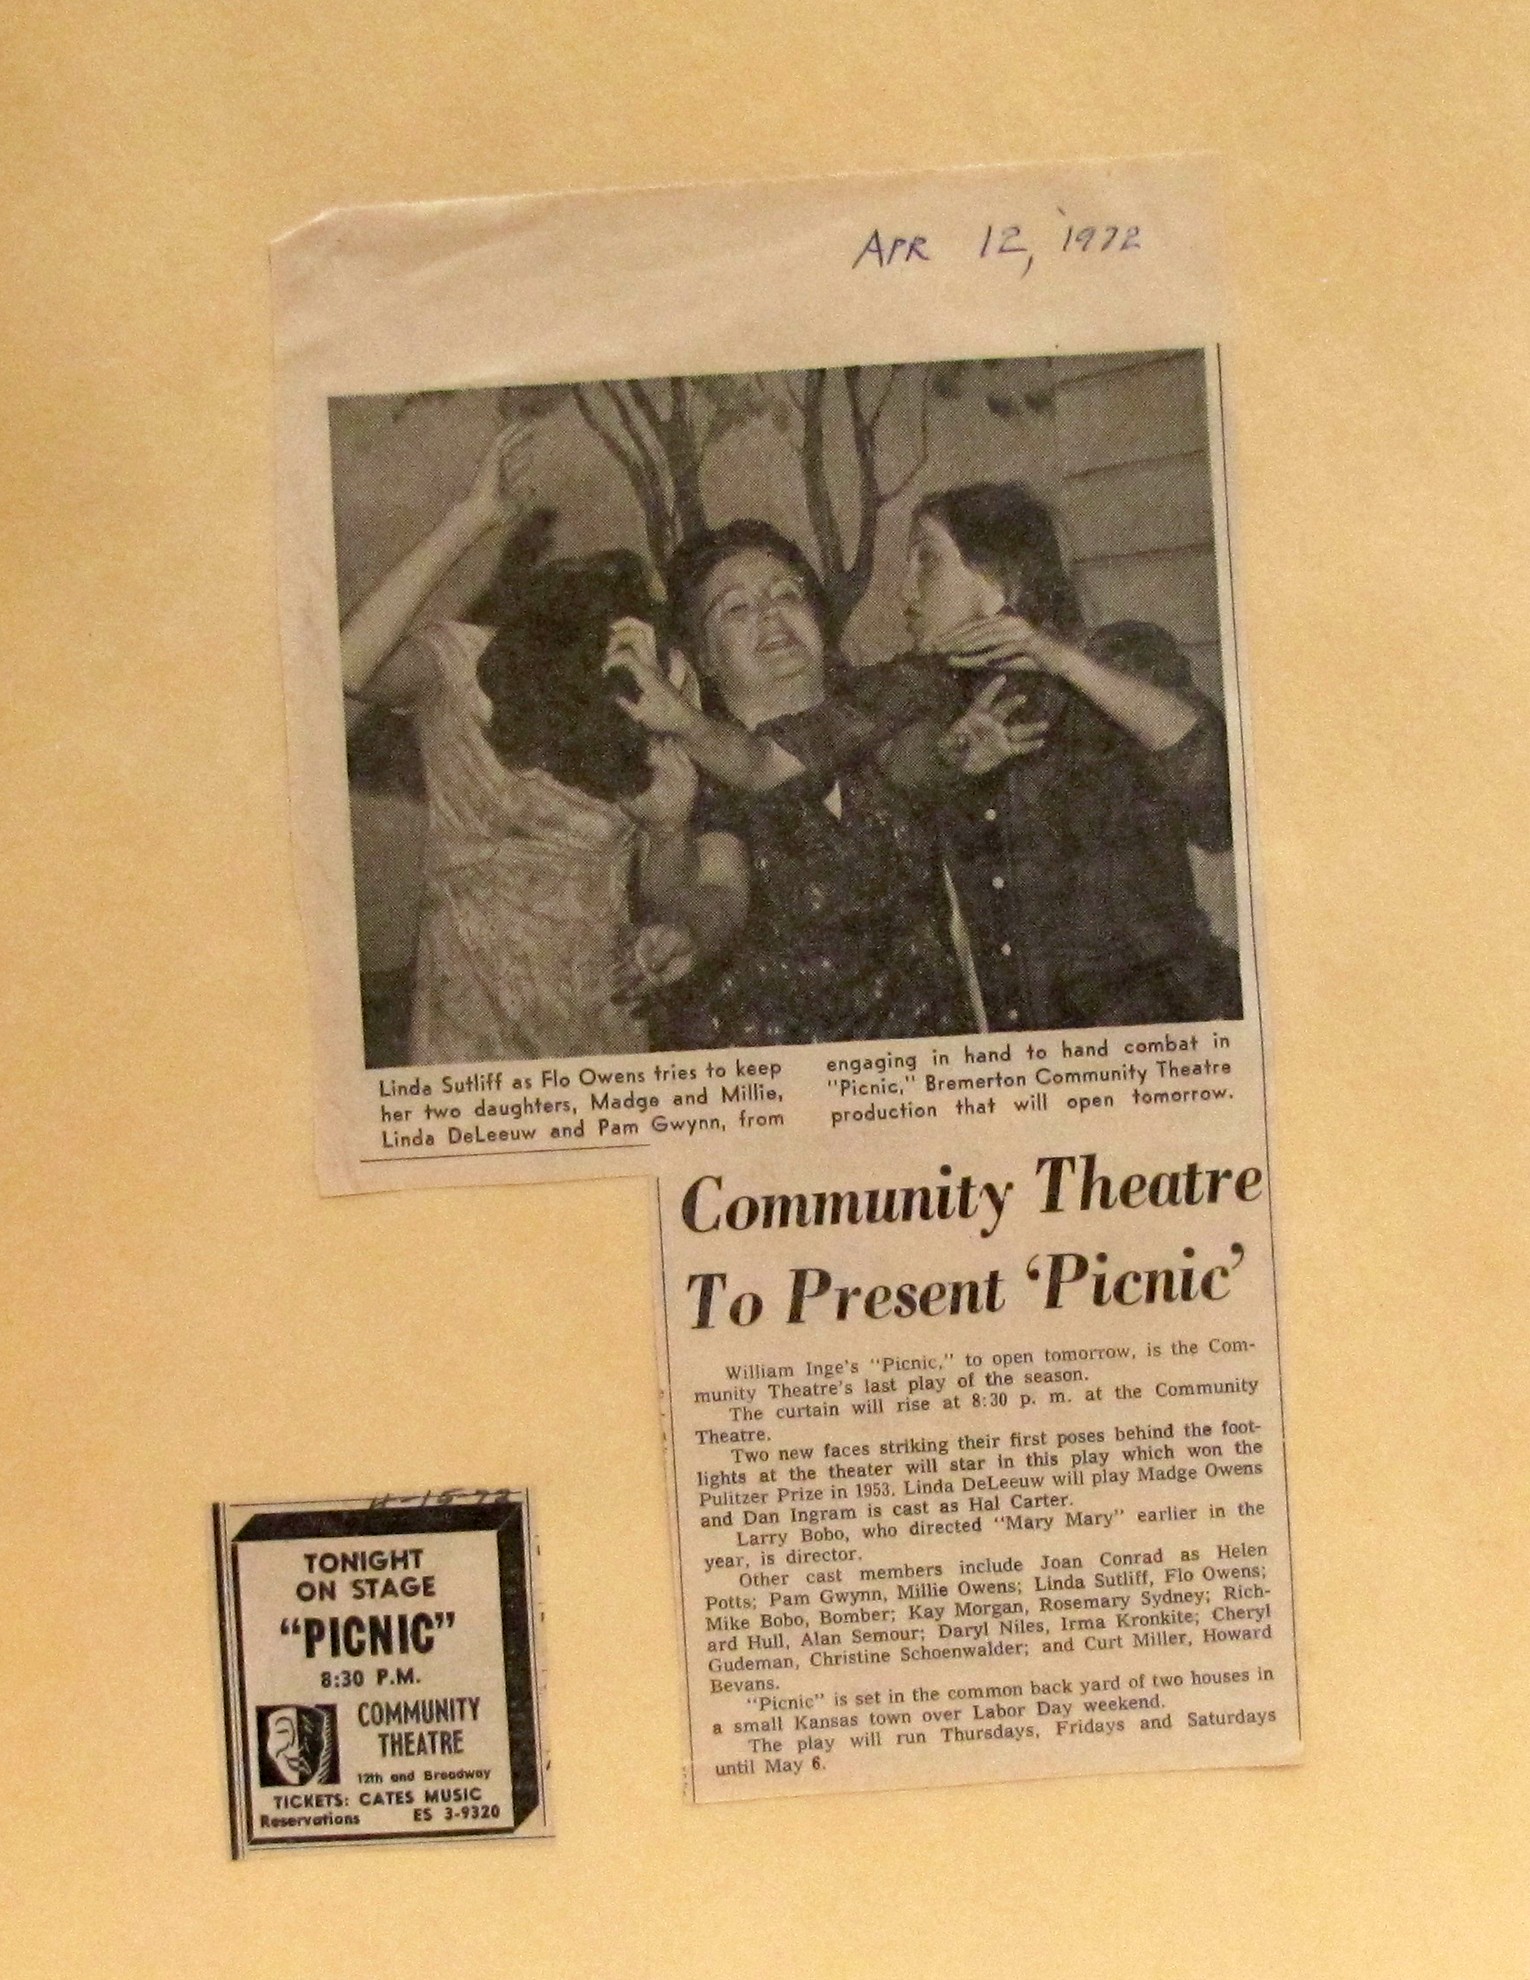 APR 12, 1972
Linda Sutliff as Flo Owens tries to keep
her two daughters, Madge and Millie,
Linda DeLeeuw and Pam Gwynn, from
engaging in hand to hand combat in
"Picnic," Bremerton Community Theatre
production that will open tomorrow.
Community Theatre
To Present 'Picnic'
William Inge's "Picnic," to open tomorrow, is the Com-
munity Theatre's last play of the season.
The curtain will rise at 8:30 p. m. at the Community
Theatre.
Two new faces striking their first poses behind the foot-
lights at the theater will star in this play which won the
Pulitzer Prize in 1953. Linda DeLeeuw will play Madge Owens
and Dan Ingram is cast as Hal Carter.
Larry Bobo, who directed "Mary Mary" earlier in the
year, is director.
Other cast members include Joan Conrad as Helen
Potts; Pam Gwynn, Millie Owens; Linda Sutliff, Flo Owens;
Mike Bobo, Bomber; Kay Morgan, Rosemary Sydney; Rich-
ard Hull, Alan Semour; Daryl Niles, Irma Kronkite; Cheryl
Gudeman, Christine Schoenwalder; and Curt Miller, Howard
Bevans.
"Picnic" is set in the common back yard of two houses in
a small Kansas town over Labor Day weekend.
The play will run Thursdays, Fridays and Saturdays
until May 6.
4-15-72
TONIGHT
ON STAGE
"PICNIC"
8:30 P.M.
COMMUNITY
THEATRE
12th and Broadway
TICKETS: CATES MUSIC
Reservations ES 3-9320